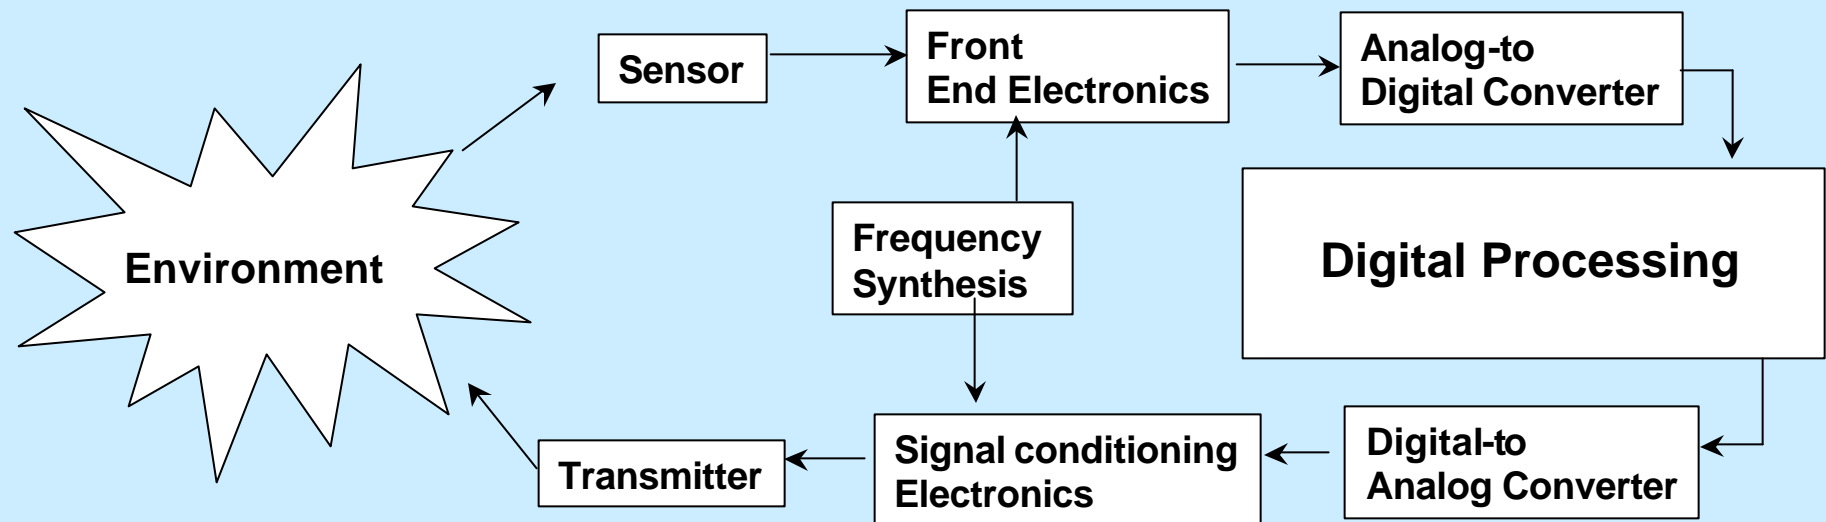 Sensor
Front
End Electronics
Analog-to
Digital Converter
Environment
Frequency
Synthesis
Digital Processing
Transmitter
Signal conditioning
Electronics
Digital-to
Analog Converter